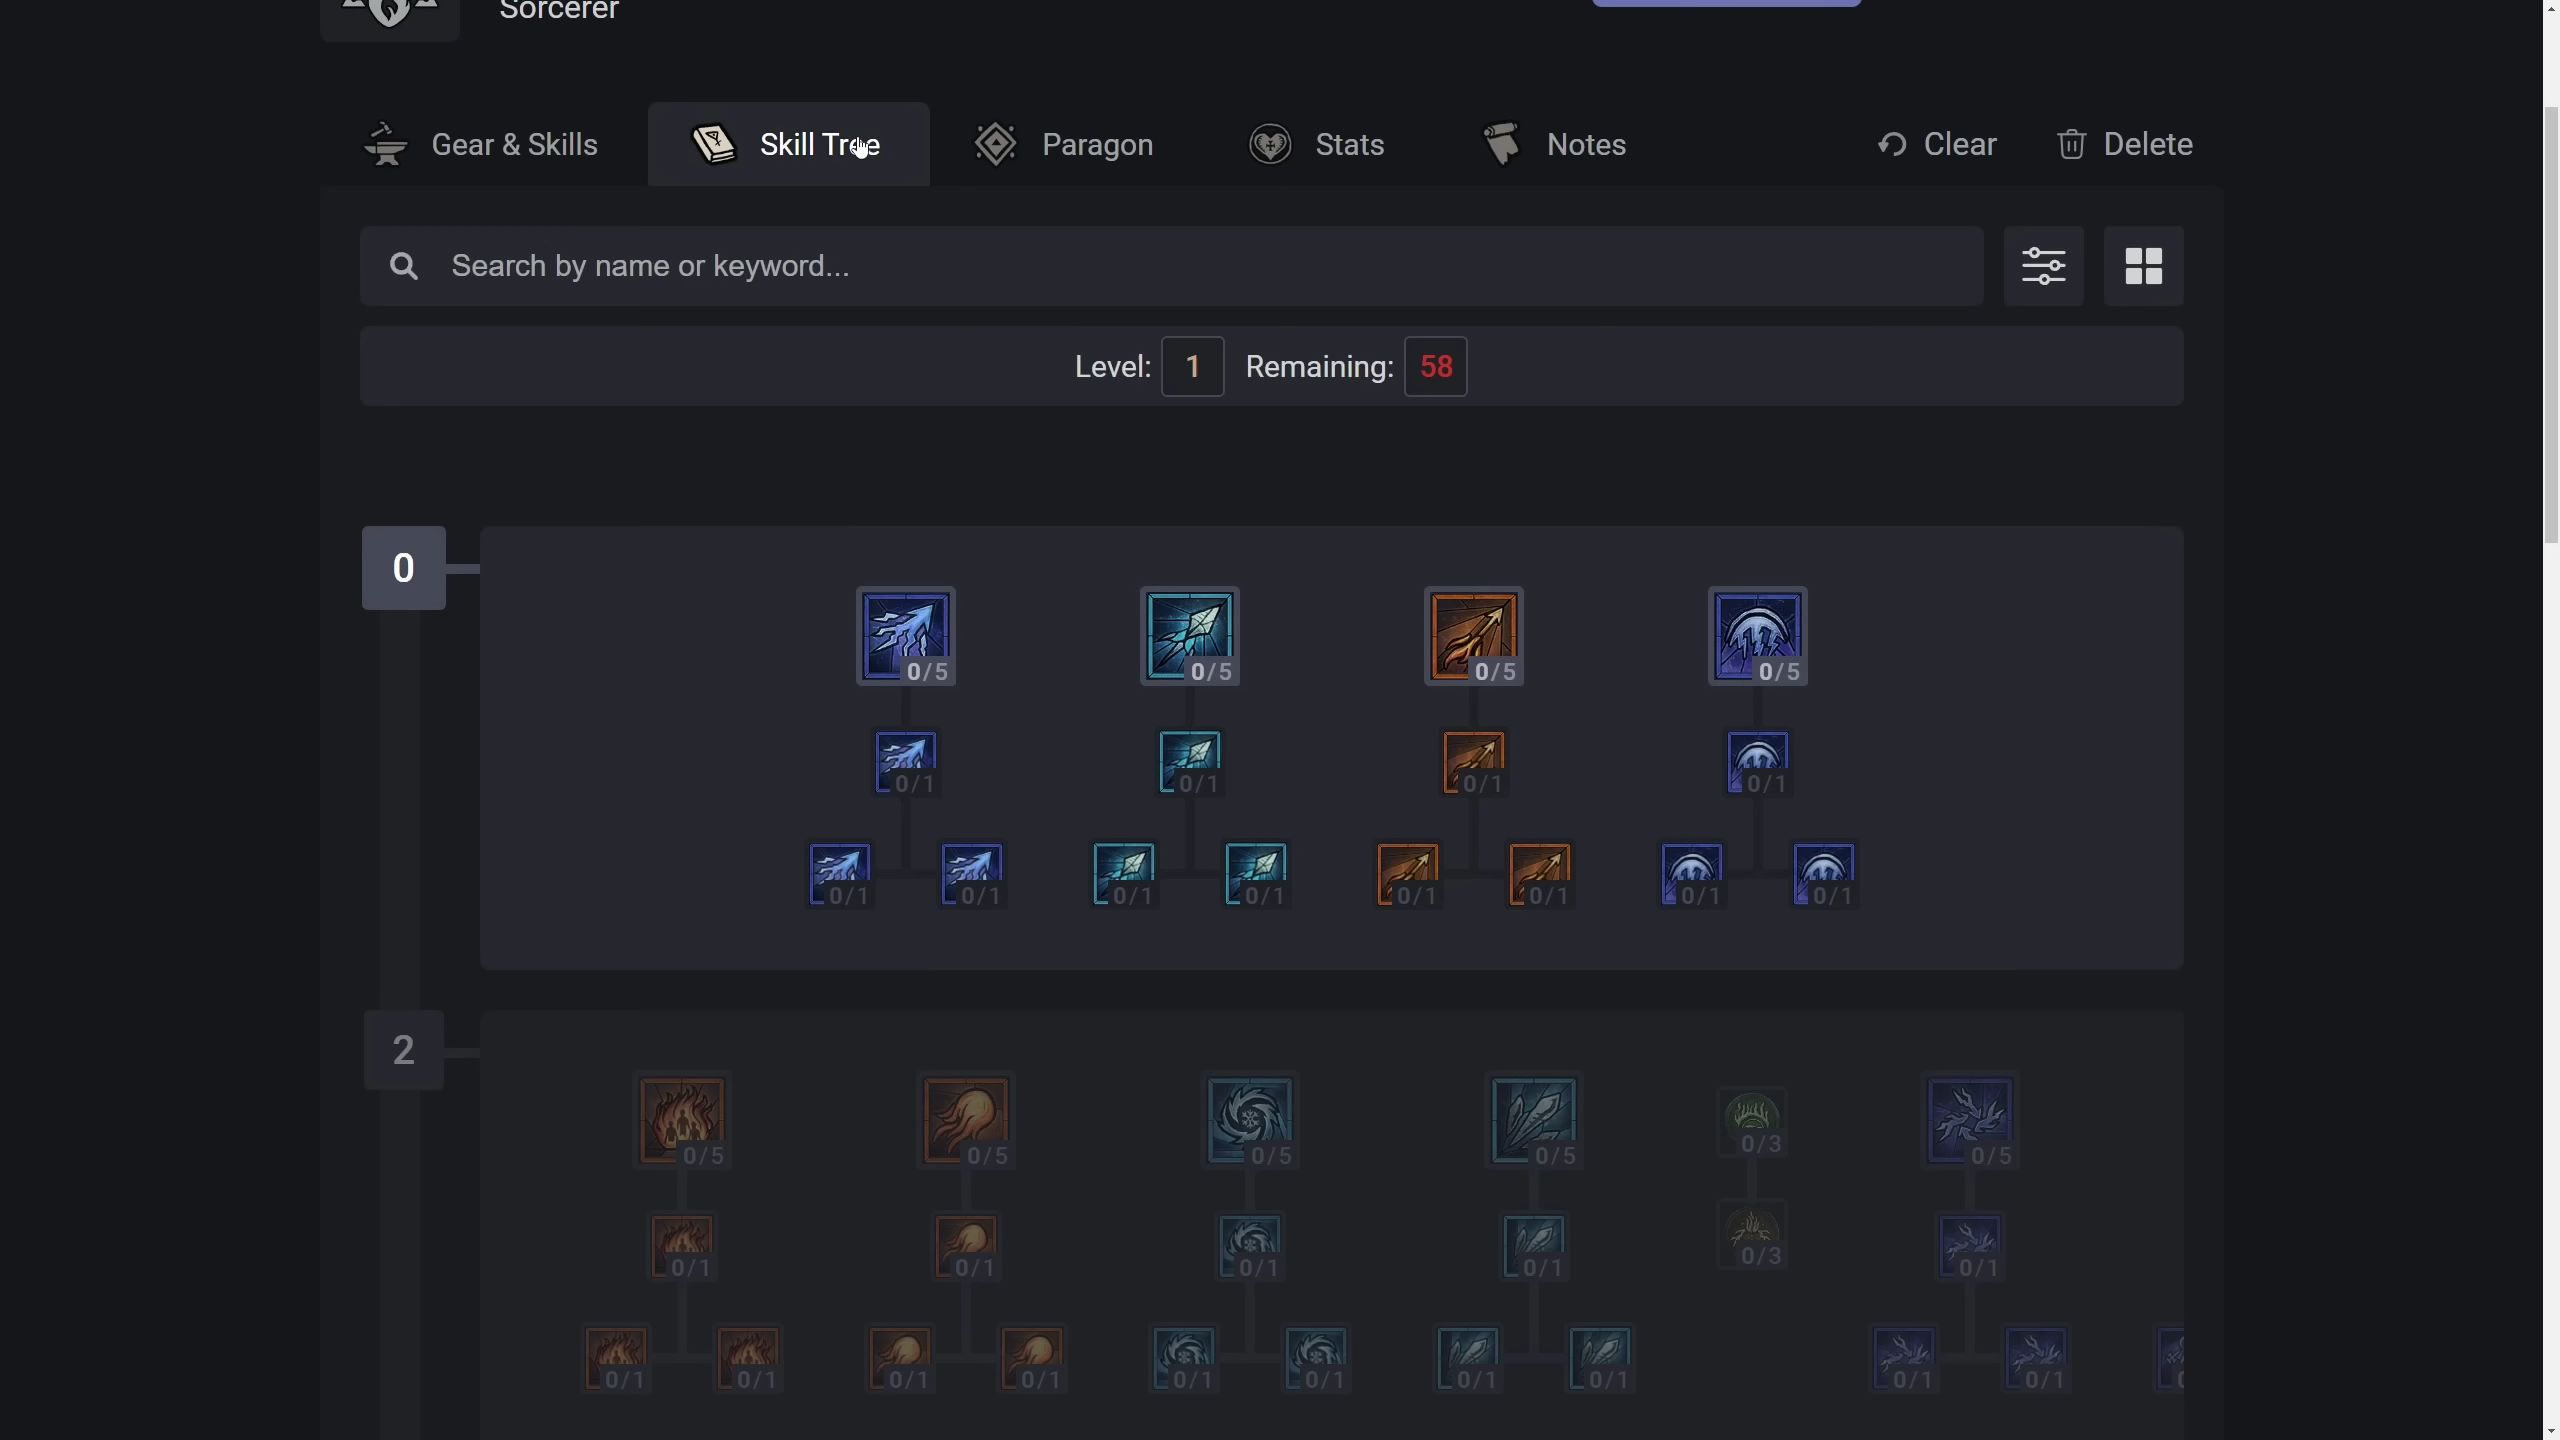 Sorcerer
Gear & Skills
Skill Tree
Paragon
Stats
Notes
Clear
Delete
Search by name or keyword...
Level: 1 Remaining: 58
0
0/5 0/5 0/5 0/5
0/1 0/1 0/1 0/1
0/1 0/1 0/1 0/1 0/1 0/1 0/1 0/1
2
0/5 0/5 0/5 0/5 0/3 0/5
0/1 0/1 0/1 0/1 0/3 0/1
0/1 0/1 0/1 0/1 0/1 0/1 0/1 0/1 0/1 0/1